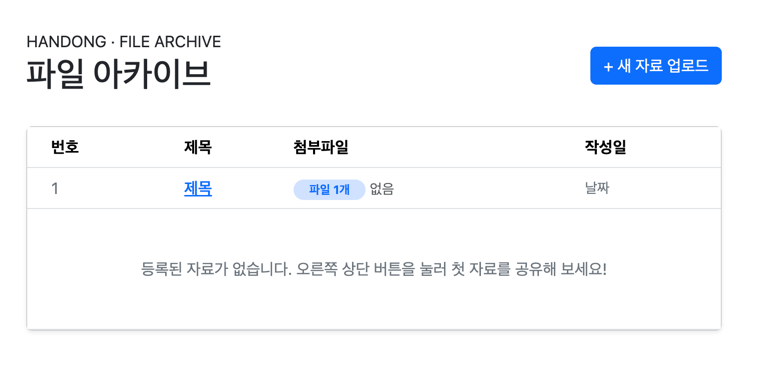 HANDONG · FILE ARCHIVE
파일 아카이브
+ 새 자료 업로드
번호 제목 첨부파일 작성일
1 제목 파일 1개 없음 날짜
등록된 자료가 없습니다. 오른쪽 상단 버튼을 눌러 첫 자료를 공유해 보세요!